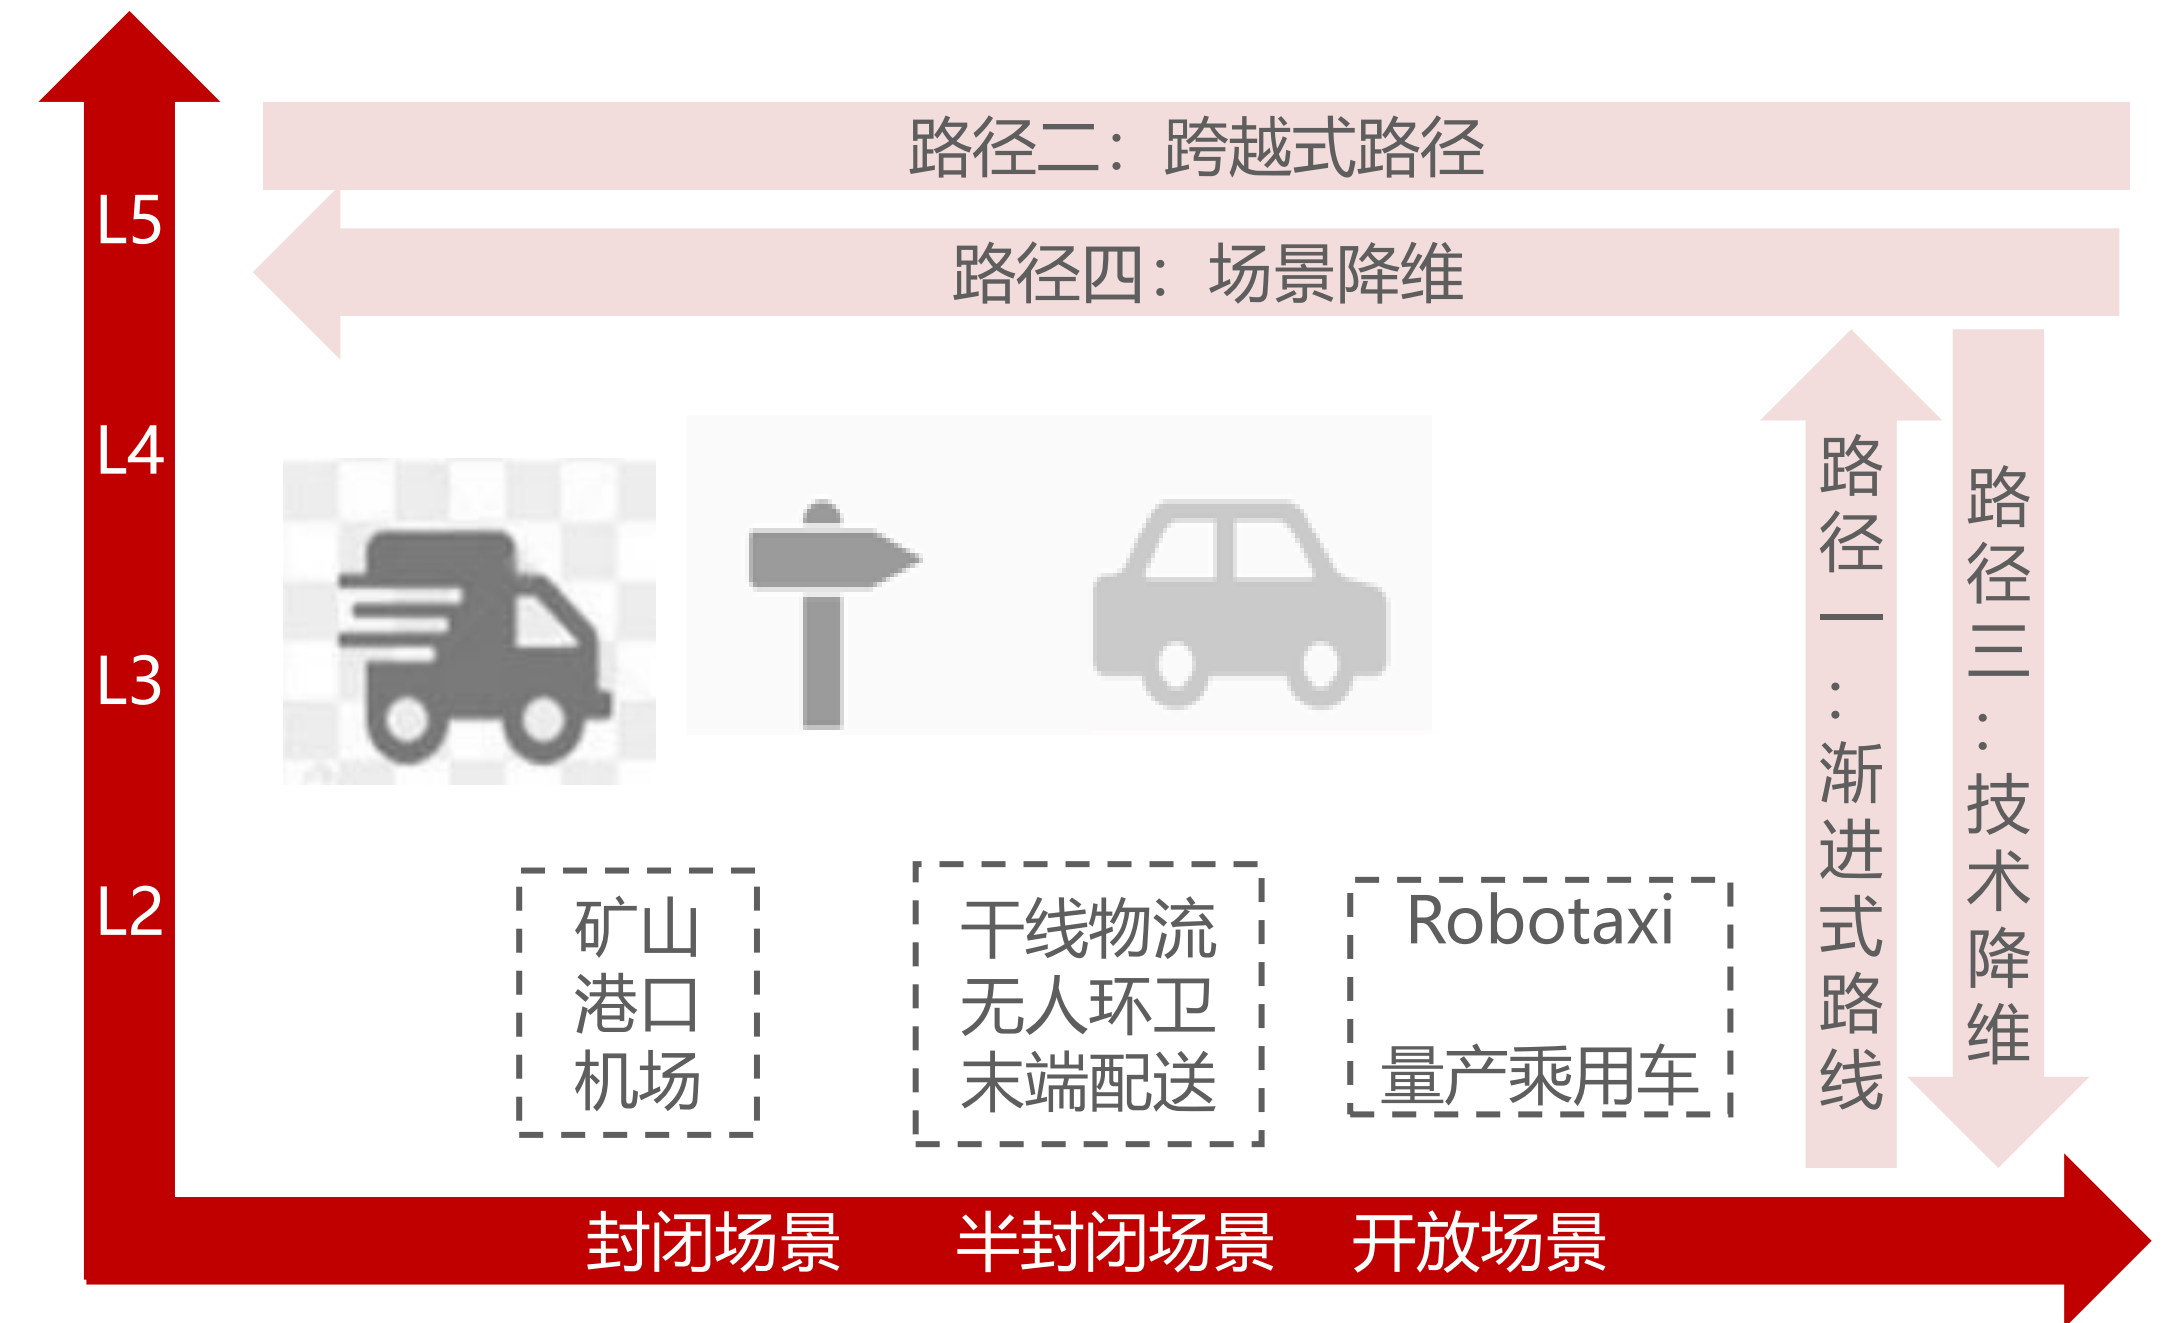 路径二：跨越式路径
路径四：场景降维
L5
L4
L3
L2
路径一：渐进式路线
路径三：技术降维
矿山
港口
机场
干线物流
无人环卫
末端配送
Robotaxi
量产乘用车
封闭场景
半封闭场景
开放场景